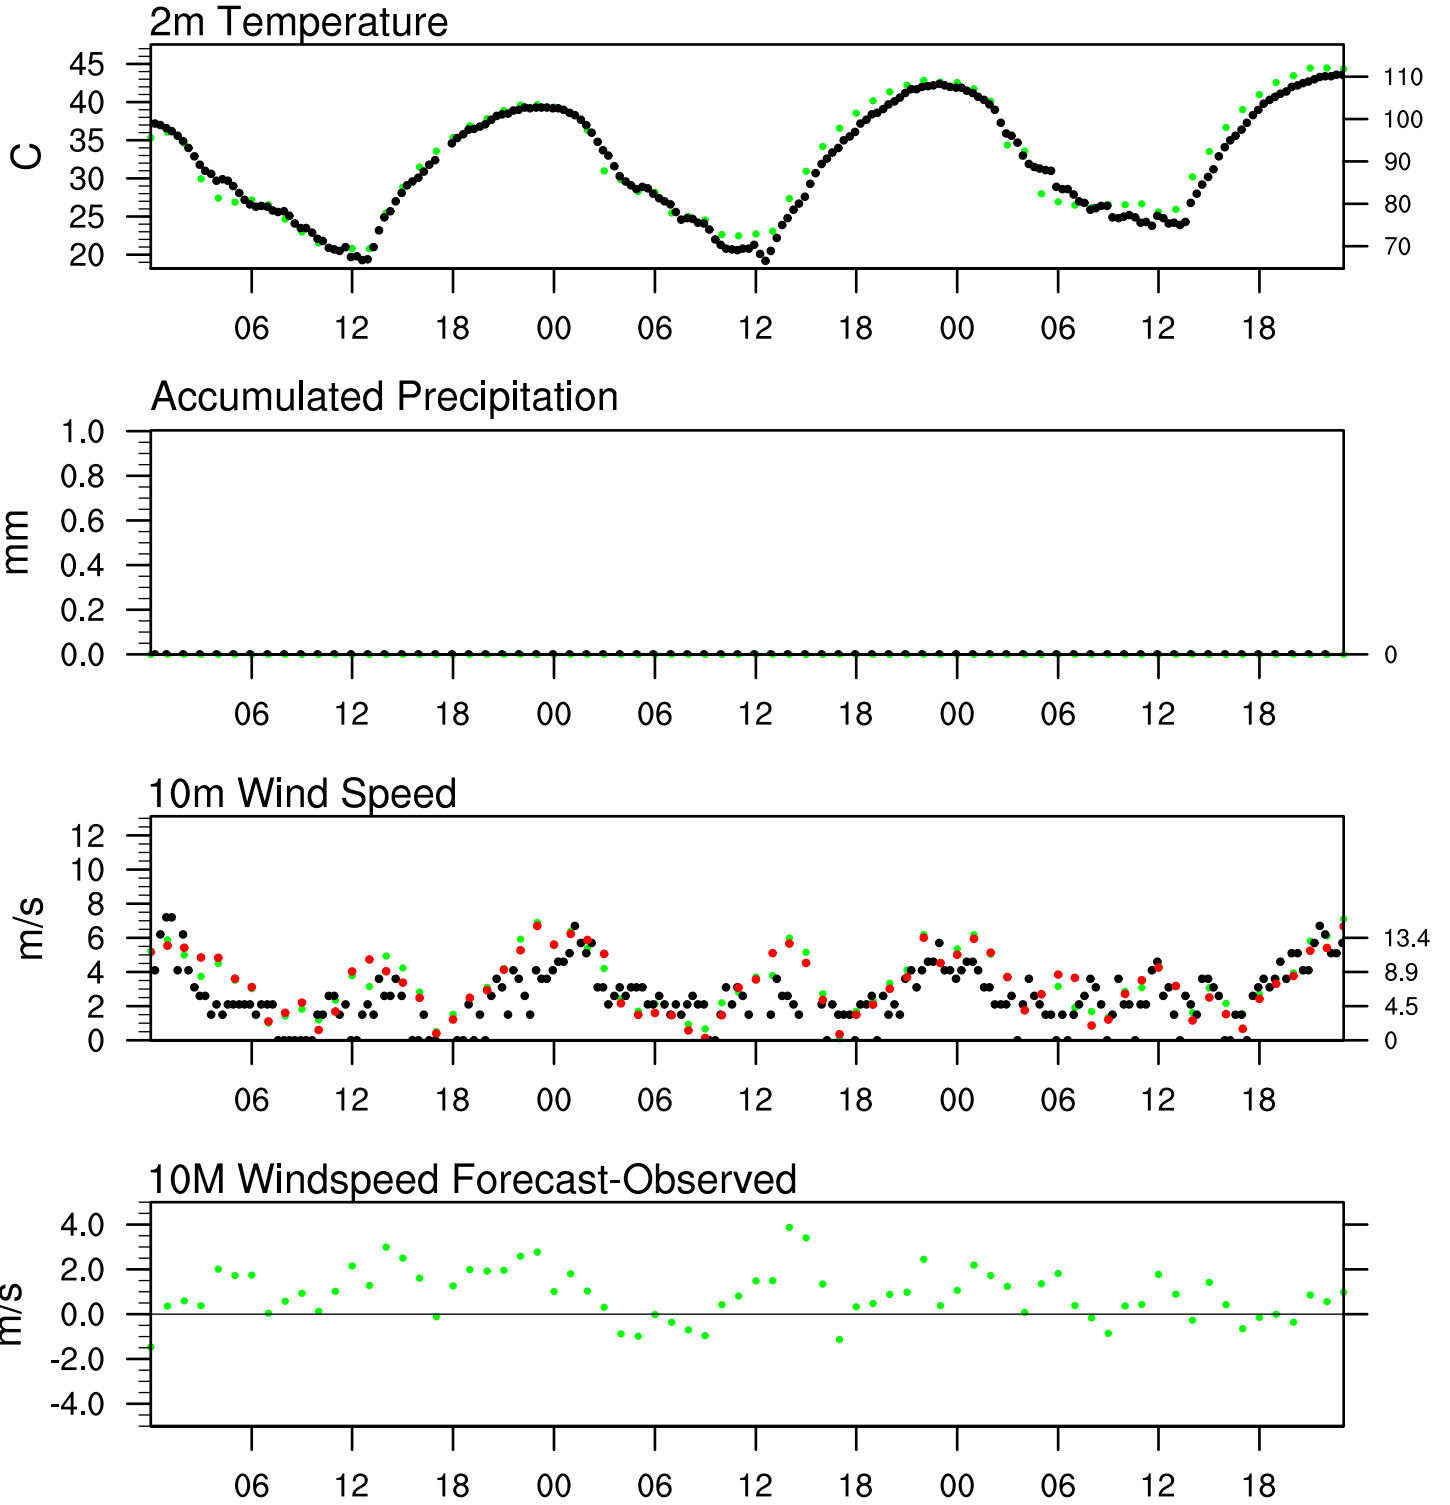 2m Temperature
45
40
35
30
25
20
C
110
100
90
80
70
06 12 18 00 06 12 18 00 06 12 18
Accumulated Precipitation
1.0
0.8
0.6
0.4
0.2
0.0
mm
0
06 12 18 00 06 12 18 00 06 12 18
10m Wind Speed
12
10
8
6
4
2
0
m/s
13.4
8.9
4.5
0
06 12 18 00 06 12 18 00 06 12 18
10M Windspeed Forecast-Observed
4.0
2.0
0.0
-2.0
-4.0
m/s
06 12 18 00 06 12 18 00 06 12 18